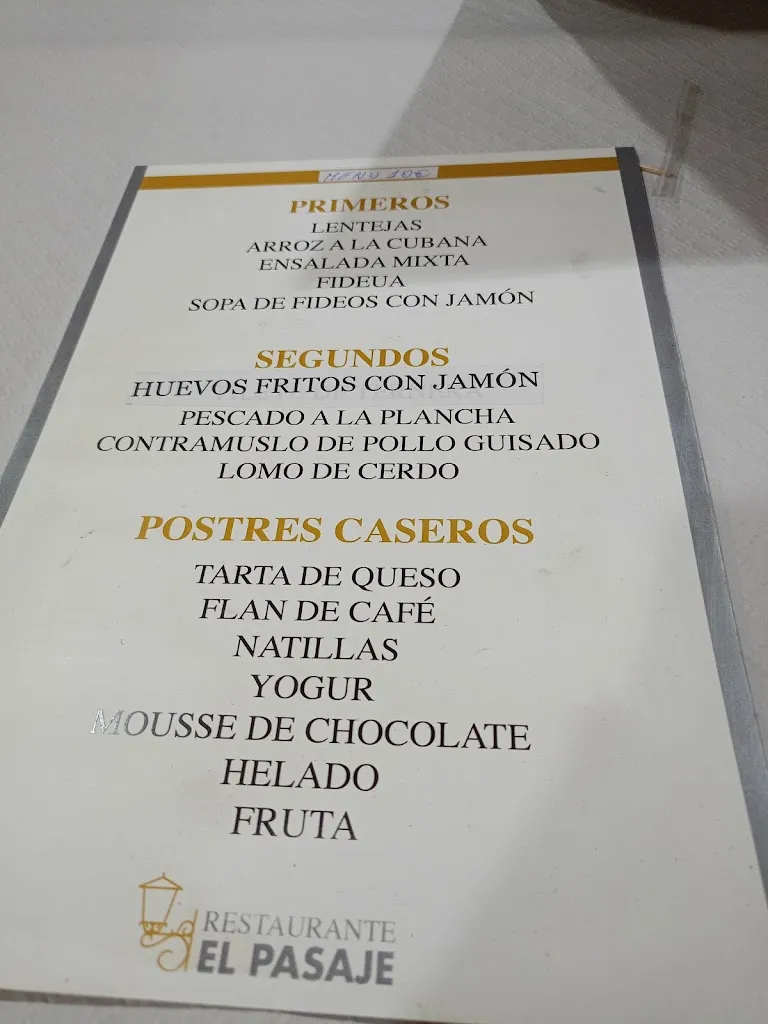 MENU 10€
PRIMEROS
LENTEJAS
ARROZ A LA CUBANA
ENSALADA MIXTA
FIDEUA
SOPA DE FIDEOS CON JAMÓN
SEGUNDOS
HUEVOS FRITOS CON JAMÓN
PESCADO A LA PLANCHA
CONTRAMUSLO DE POLLO GUISADO
LOMO DE CERDO
POSTRES CASEROS
TARTA DE QUESO
FLAN DE CAFÉ
NATILLAS
YOGUR
MOUSSE DE CHOCOLATE
HELADO
FRUTA
RESTAURANTE
EL PASAJE